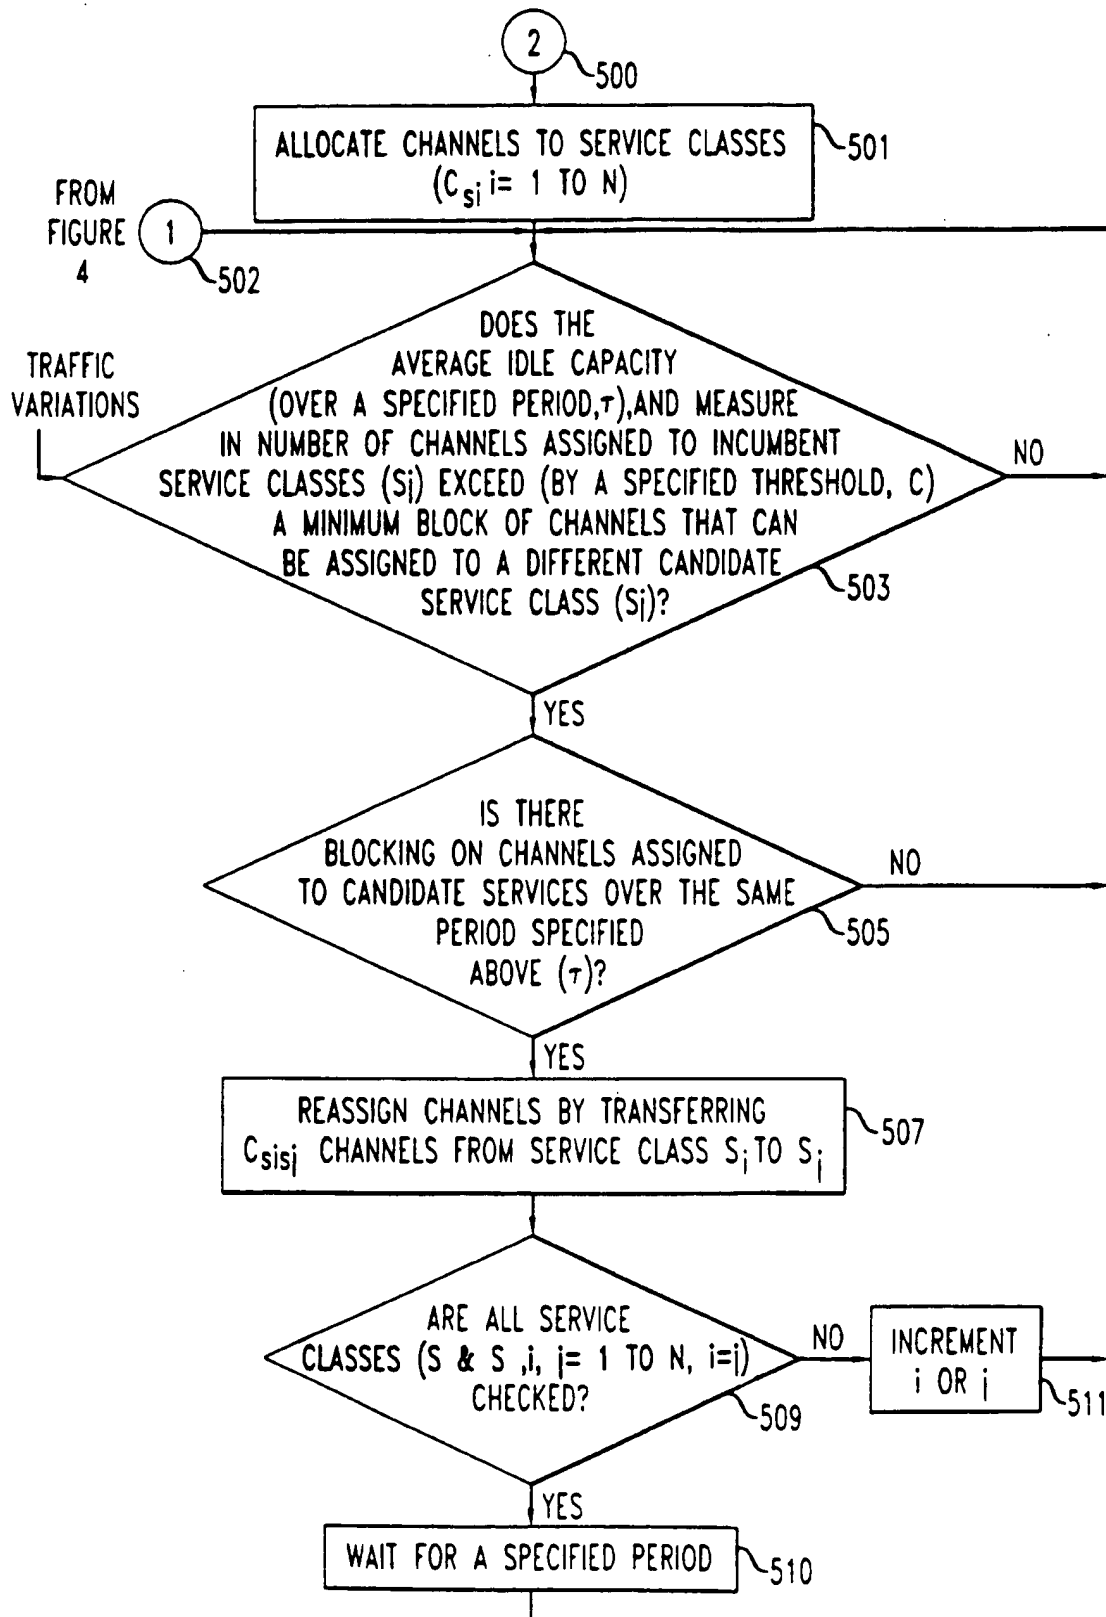 2
500
ALLOCATE CHANNELS TO SERVICE CLASSES
(Csi i= 1 TO N)
501
FROM
FIGURE
4
1
502
TRAFFIC
VARIATIONS
DOES THE
AVERAGE IDLE CAPACITY
(OVER A SPECIFIED PERIOD,τ),AND MEASURE
IN NUMBER OF CHANNELS ASSIGNED TO INCUMBENT
SERVICE CLASSES (Si) EXCEED (BY A SPECIFIED THRESHOLD, C)
A MINIMUM BLOCK OF CHANNELS THAT CAN
BE ASSIGNED TO A DIFFERENT CANDIDATE
SERVICE CLASS (Sj)?
NO
503
YES
IS THERE
BLOCKING ON CHANNELS ASSIGNED
TO CANDIDATE SERVICES OVER THE SAME
PERIOD SPECIFIED
ABOVE (τ)?
NO
505
YES
REASSIGN CHANNELS BY TRANSFERRING
Csisj CHANNELS FROM SERVICE CLASS Si TO Sj
507
ARE ALL SERVICE
CLASSES (S & S ,i, j= 1 TO N, i=j)
CHECKED?
NO
509
INCREMENT
i OR j
511
YES
WAIT FOR A SPECIFIED PERIOD
510